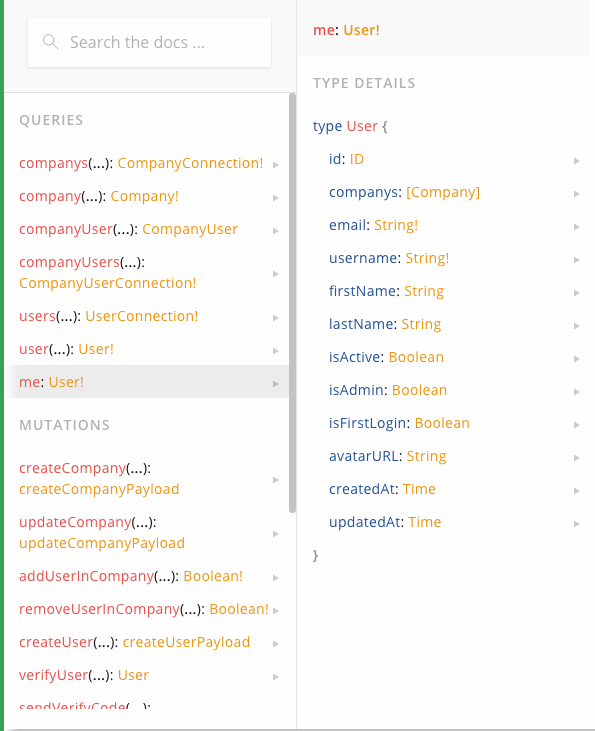 Search the docs ...
QUERIES
companys(...): CompanyConnection!
company(...): Company!
companyUser(...): CompanyUser
companyUsers(...):
CompanyUserConnection!
users(...): UserConnection!
user(...): User!
me: User!
MUTATIONS
createCompany(...):
createCompanyPayload
updateCompany(...):
updateCompanyPayload
addUserInCompany(...): Boolean!
removeUserInCompany(...): Boolean!
createUser(...): createUserPayload
verifyUser(...): User
sendVerifyCode(...):
me: User!
TYPE DETAILS
type User {
id: ID
companys: [Company]
email: String!
username: String!
firstName: String
lastName: String
isActive: Boolean
isAdmin: Boolean
isFirstLogin: Boolean
avatarURL: String
createdAt: Time
updatedAt: Time
}